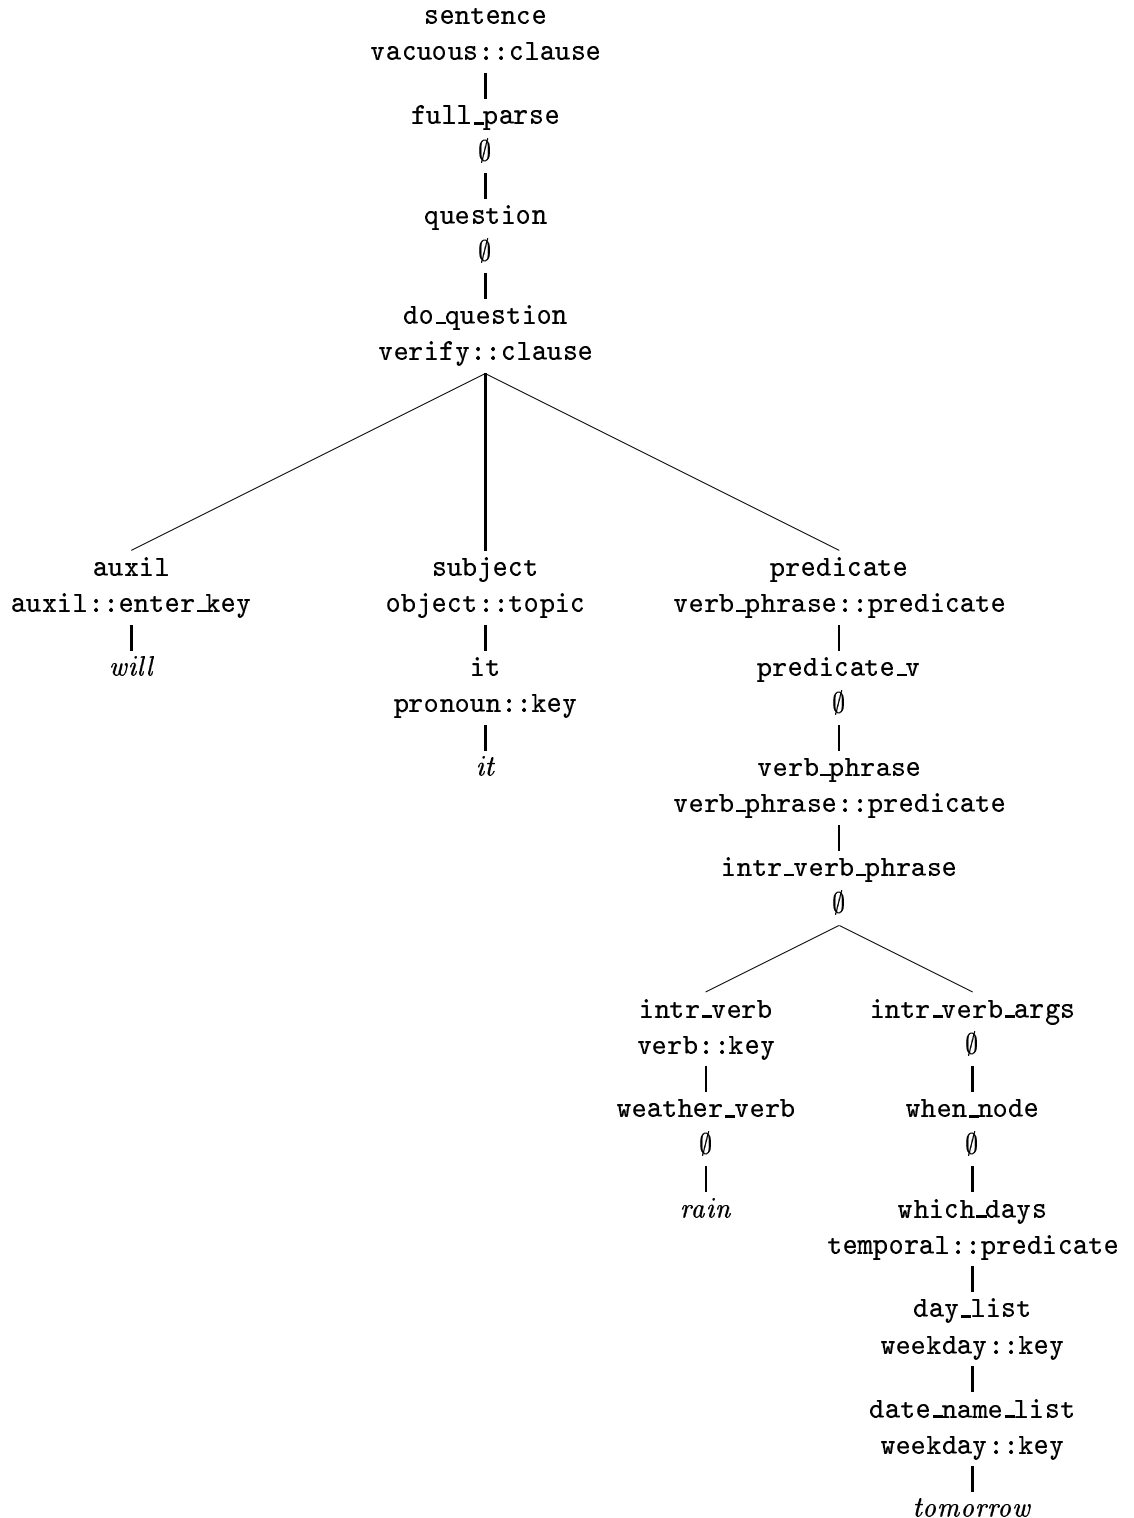 sentence
vacuous::clause
full_parse
∅
question
∅
do_question
verify::clause
auxil subject predicate
auxil::enter_key object::topic verb_phrase::predicate
will it predicate_v
pronoun::key ∅
it verb_phrase
verb_phrase::predicate
intr_verb_phrase
∅
intr_verb intr_verb_args
verb::key ∅
weather_verb when_node
∅ ∅
rain which_days
temporal::predicate
day_list
weekday::key
date_name_list
weekday::key
tomorrow